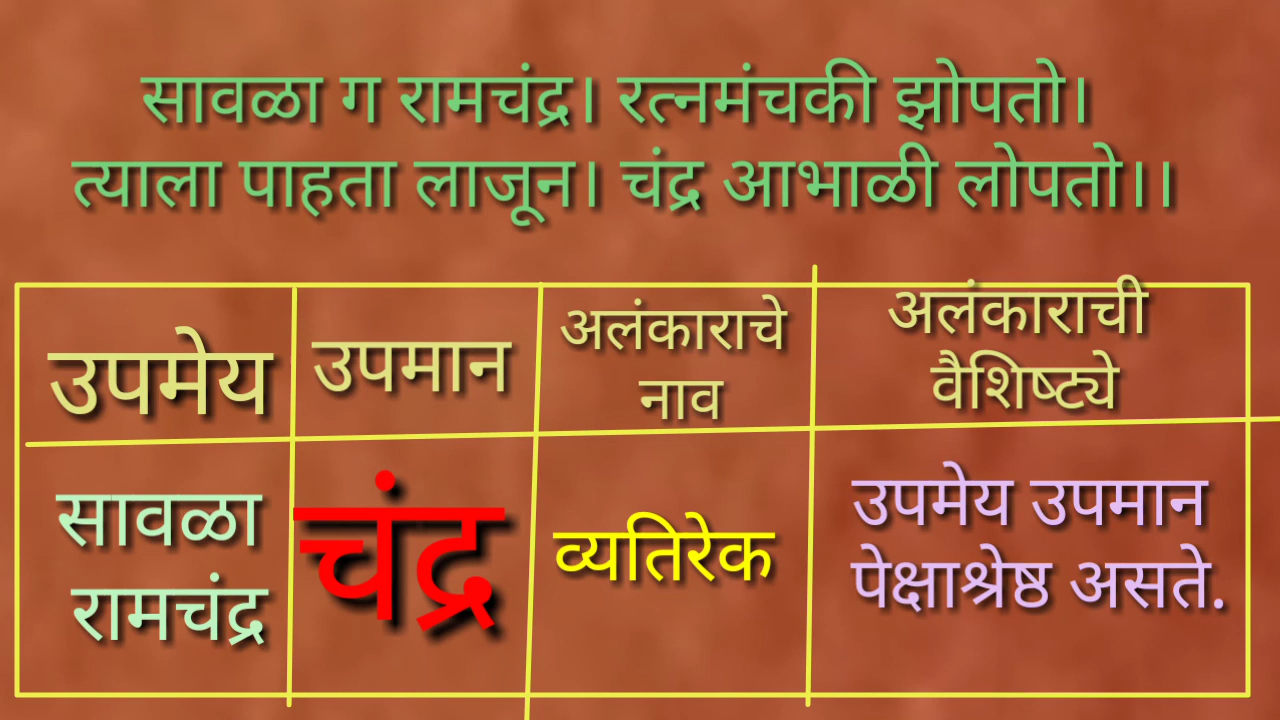 सावळा ग रामचंद्र। रत्नमंचकी झोपतो।
त्याला पाहता लाजून। चंद्र आभाळी लोपतो।।
उपमेय
उपमान
अलंकाराचे
नाव
अलंकाराची
वैशिष्ट्ये
सावळा
रामचंद्र
चंद्र
व्यतिरेक
उपमेय उपमान
पेक्षाश्रेष्ठ असते.